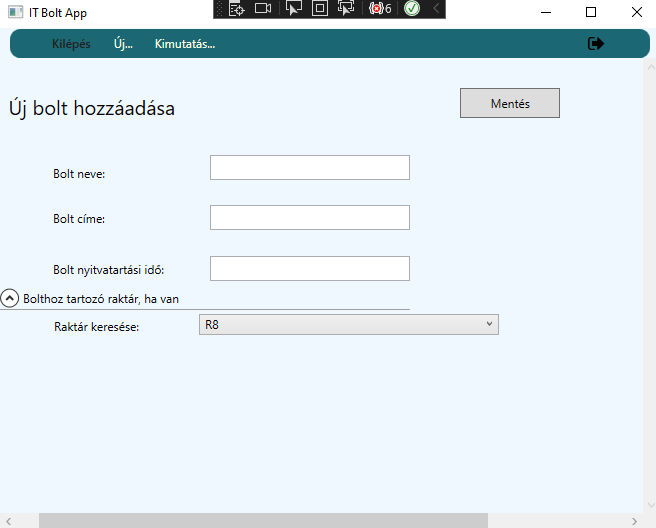 IT Bolt App
6
Kilépés Új... Kimutatás...
Új bolt hozzáadása
Mentés
Bolt neve:
Bolt címe:
Bolt nyitvatartási idő:
Bolthoz tartozó raktár, ha van
Raktár keresése:
R8